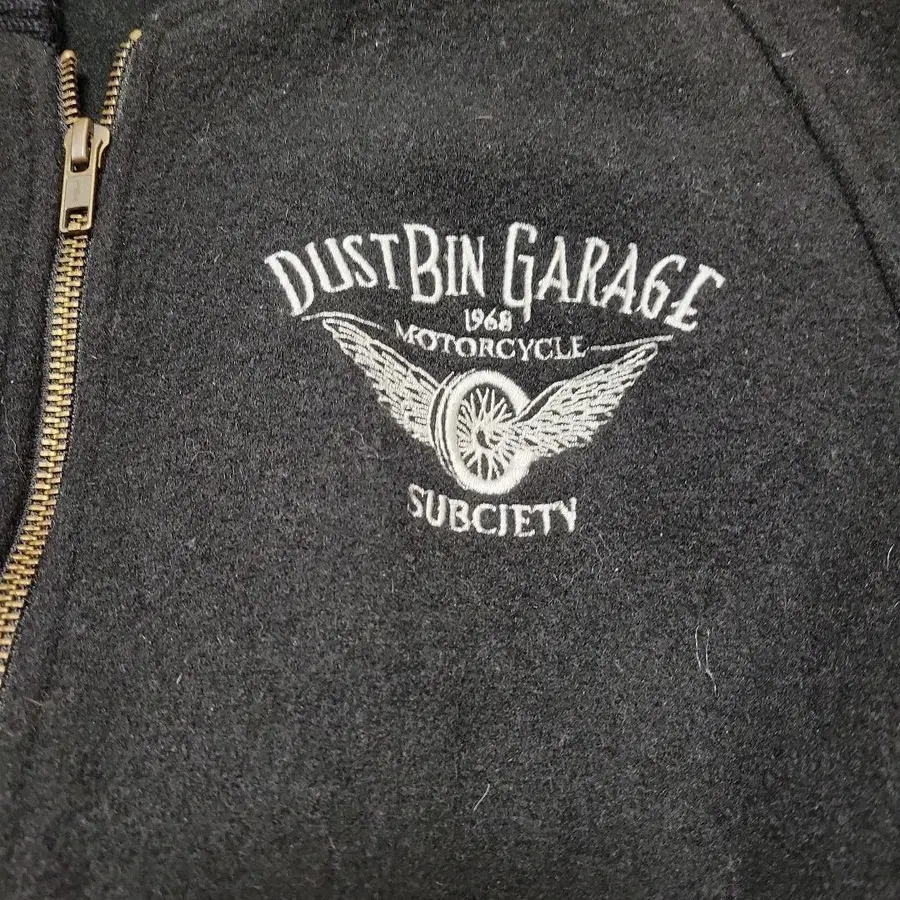 DUSTBIN GARAGE
1968
MOTORCYCLE
SUBCIETY